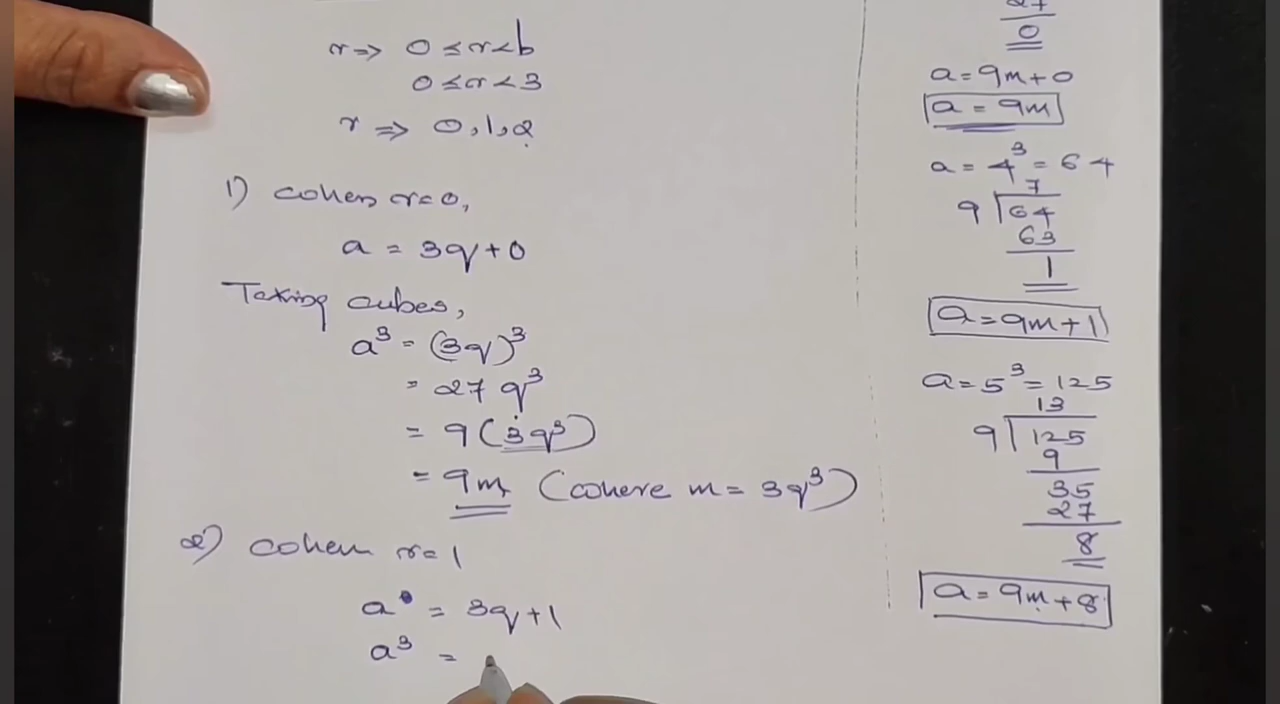 r ⇒ 0 ≤ r < b
0 ≤ r < 3
r ⇒ 0, 1, 2
1) when r = 0,
a = 3q + 0
Taking cubes,
a³ = (3q)³
= 27 q³
= 9 (3q³)
= 9m (where m = 3q³)
2) when r = 1
a = 3q + 1
a³ =
27
0
a = 9m + 0
a = 9m
a = 4³ = 64
7
9 64
63
1
a = 9m + 1
a = 5³ = 125
13
9 125
9
35
27
8
a = 9m + 8